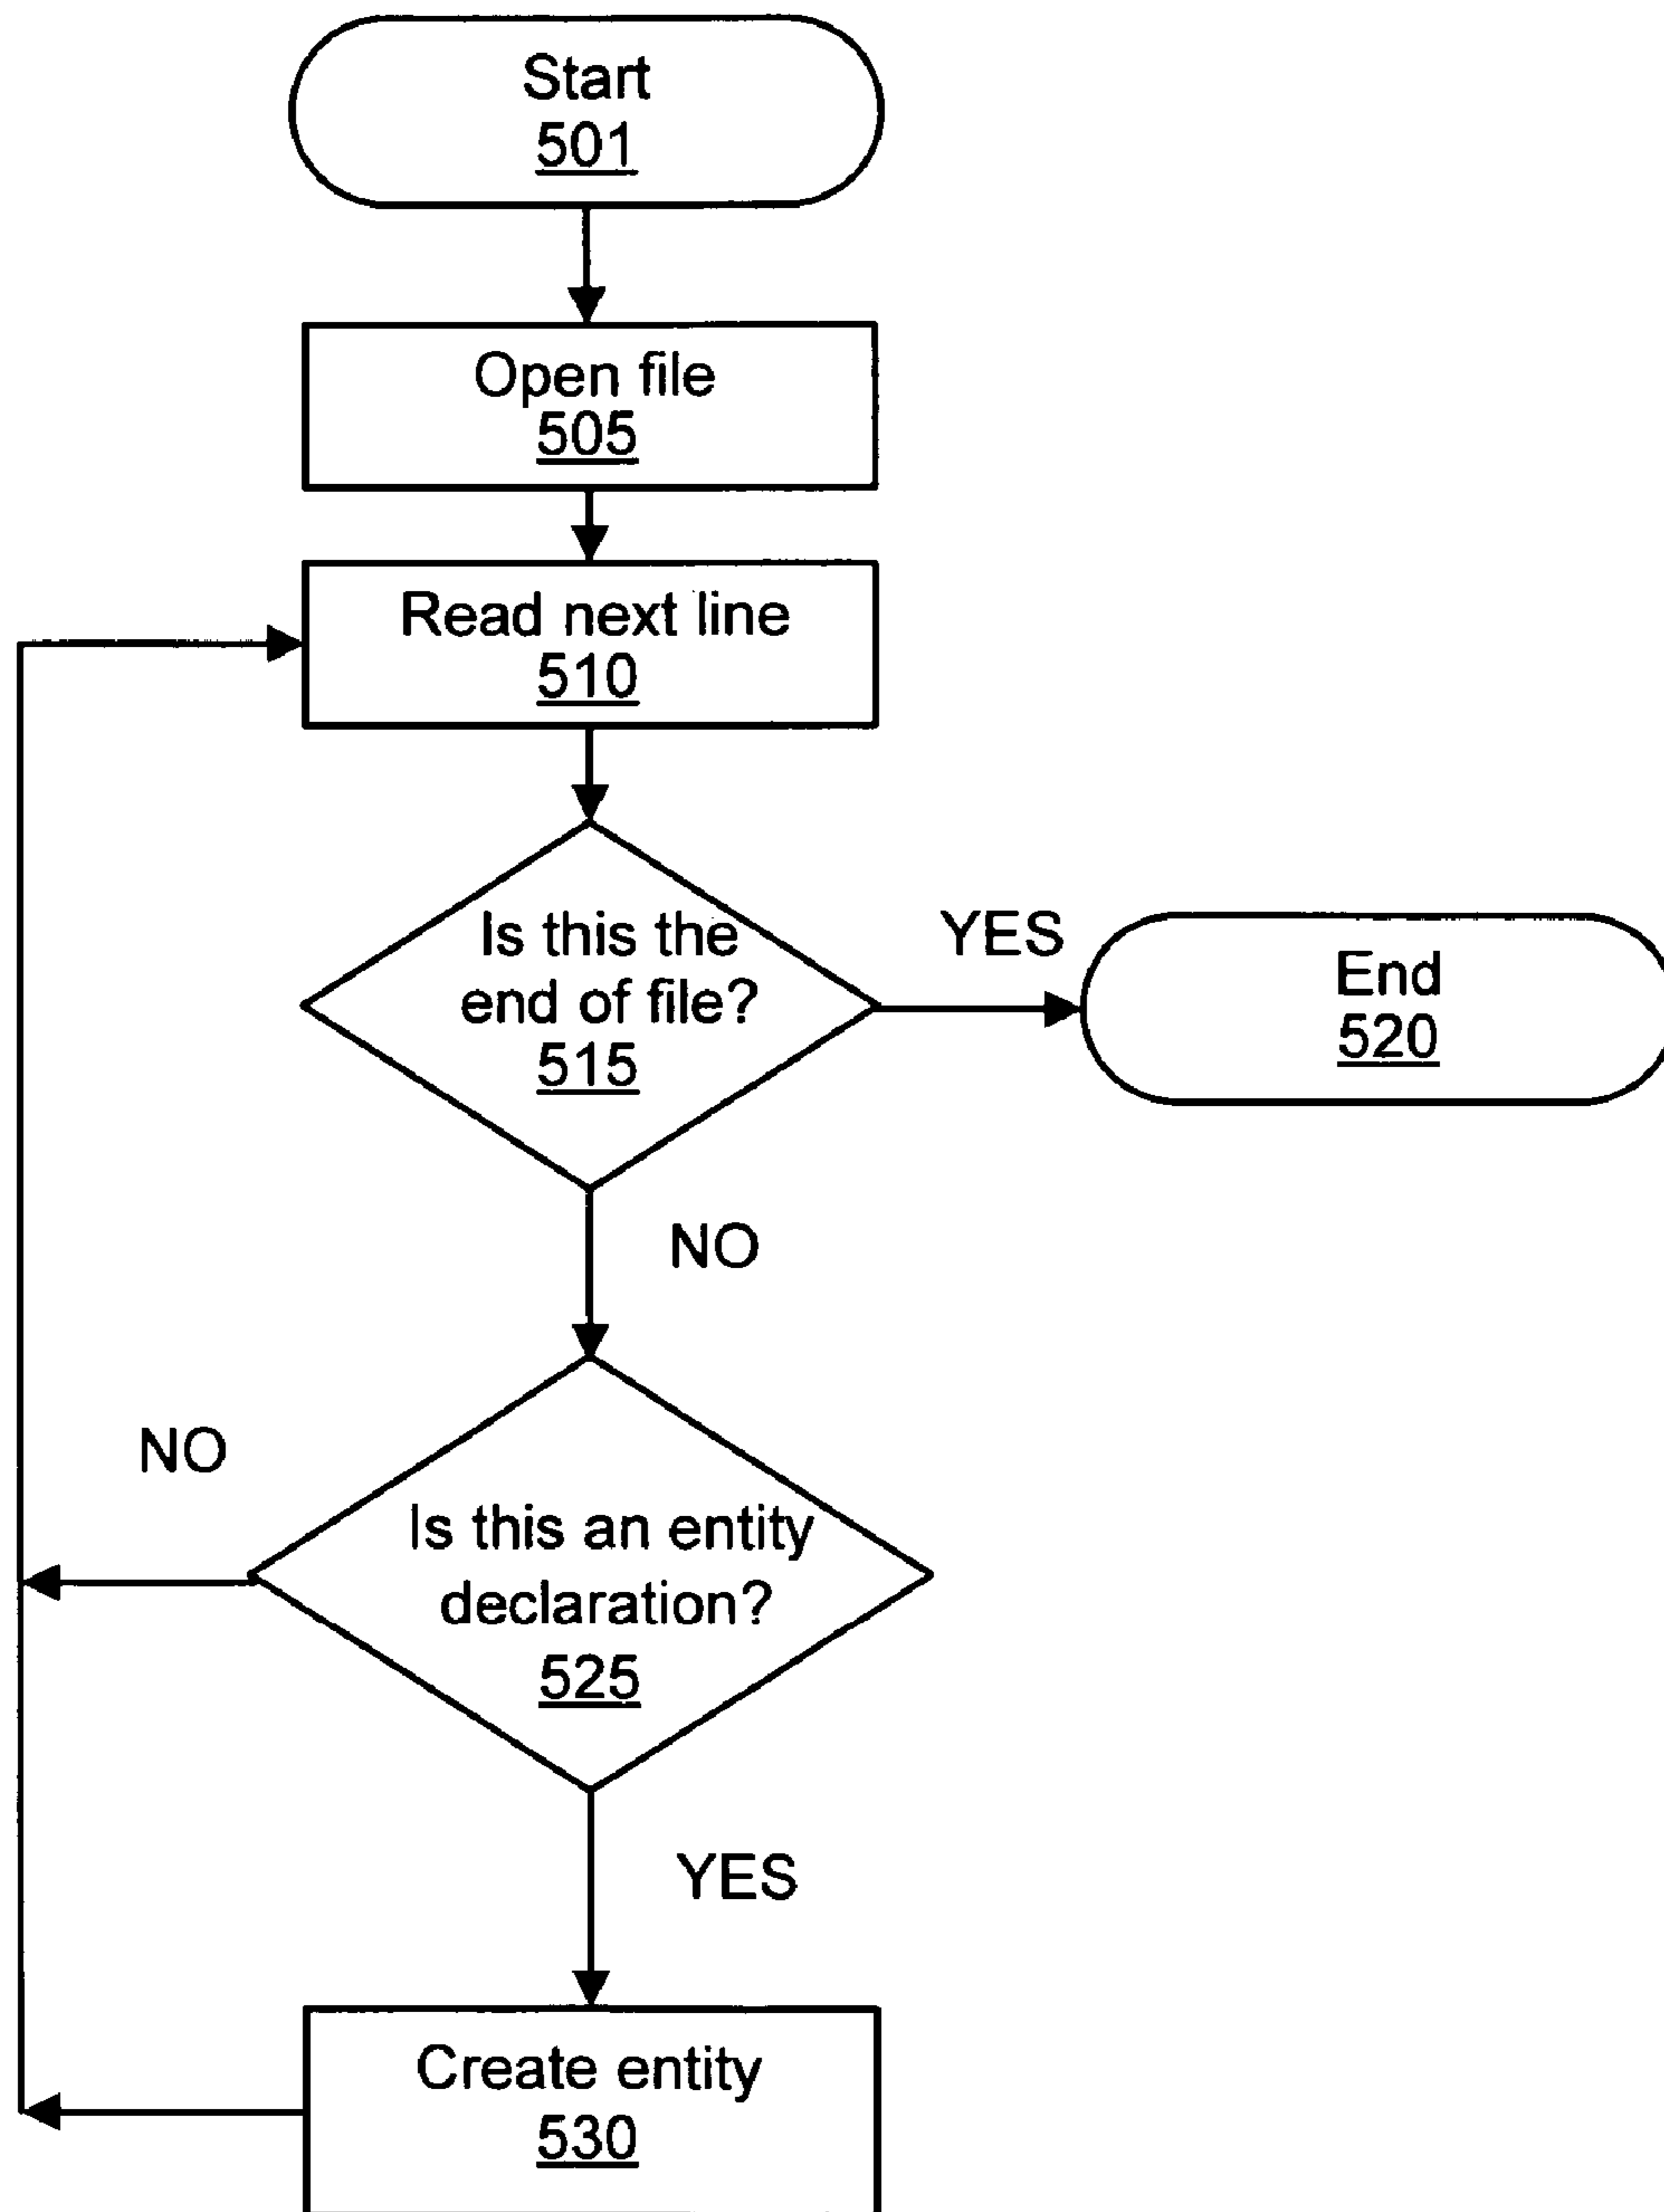 Start
501
Open file
505
Read next line
510
Is this the
end of file?
515
YES
End
520
NO
NO
Is this an entity
declaration?
525
YES
Create entity
530